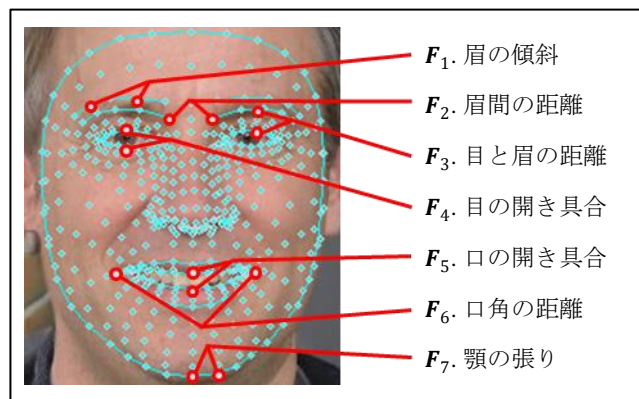 F₁. 眉の傾斜
F₂. 眉間の距離
F₃. 目と眉の距離
F₄. 目の開き具合
F₅. 口の開き具合
F₆. 口角の距離
F₇. 顎の張り